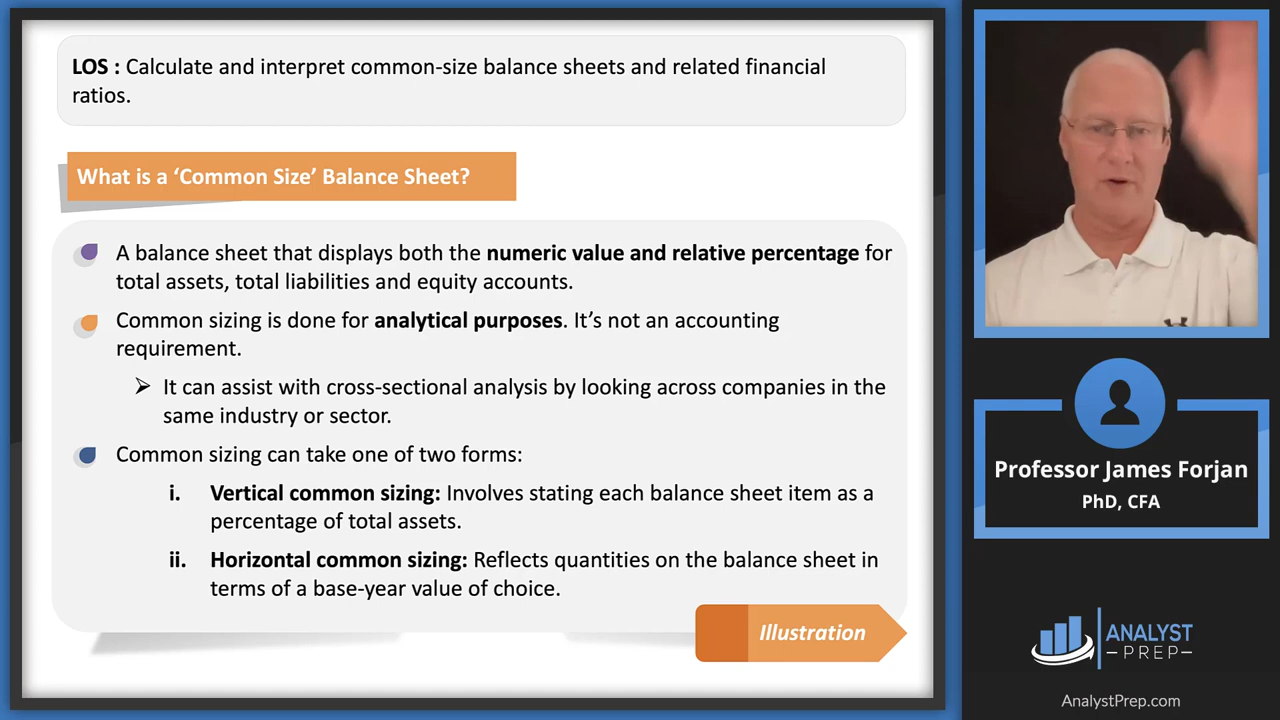 LOS : Calculate and interpret common-size balance sheets and related financial
ratios.
What is a ‘Common Size’ Balance Sheet?
A balance sheet that displays both the numeric value and relative percentage for
total assets, total liabilities and equity accounts.
Common sizing is done for analytical purposes. It’s not an accounting
requirement.
It can assist with cross-sectional analysis by looking across companies in the
same industry or sector.
Common sizing can take one of two forms:
i. Vertical common sizing: Involves stating each balance sheet item as a
percentage of total assets.
ii. Horizontal common sizing: Reflects quantities on the balance sheet in
terms of a base-year value of choice.
Illustration
Professor James Forjan
PhD, CFA
ANALYST
PREP
AnalystPrep.com